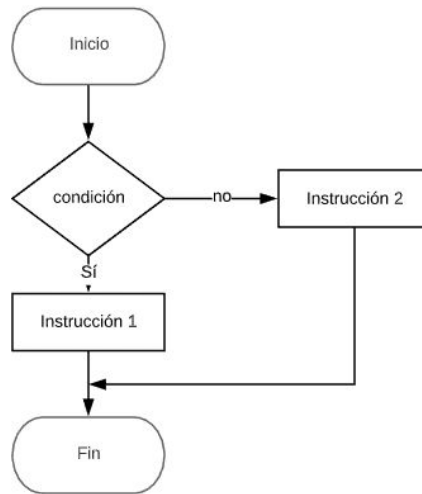 Inicio
condición
no
Instrucción 2
Sí
Instrucción 1
Fin